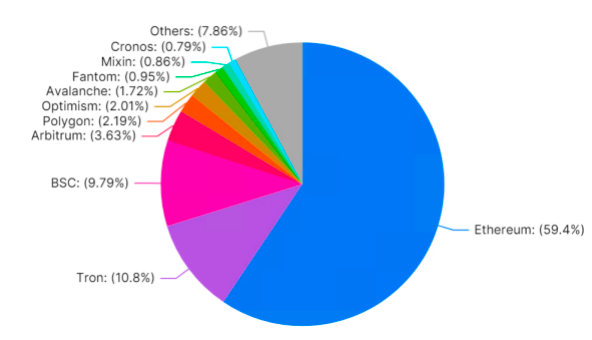 Others: (7.86%)
Cronos: (0.79%)
Mixin: (0.86%)
Fantom: (0.95%)
Avalanche: (1.72%)
Optimism: (2.01%)
Polygon: (2.19%)
Arbitrum: (3.63%)
BSC: (9.79%)
Ethereum: (59.4%)
Tron: (10.8%)